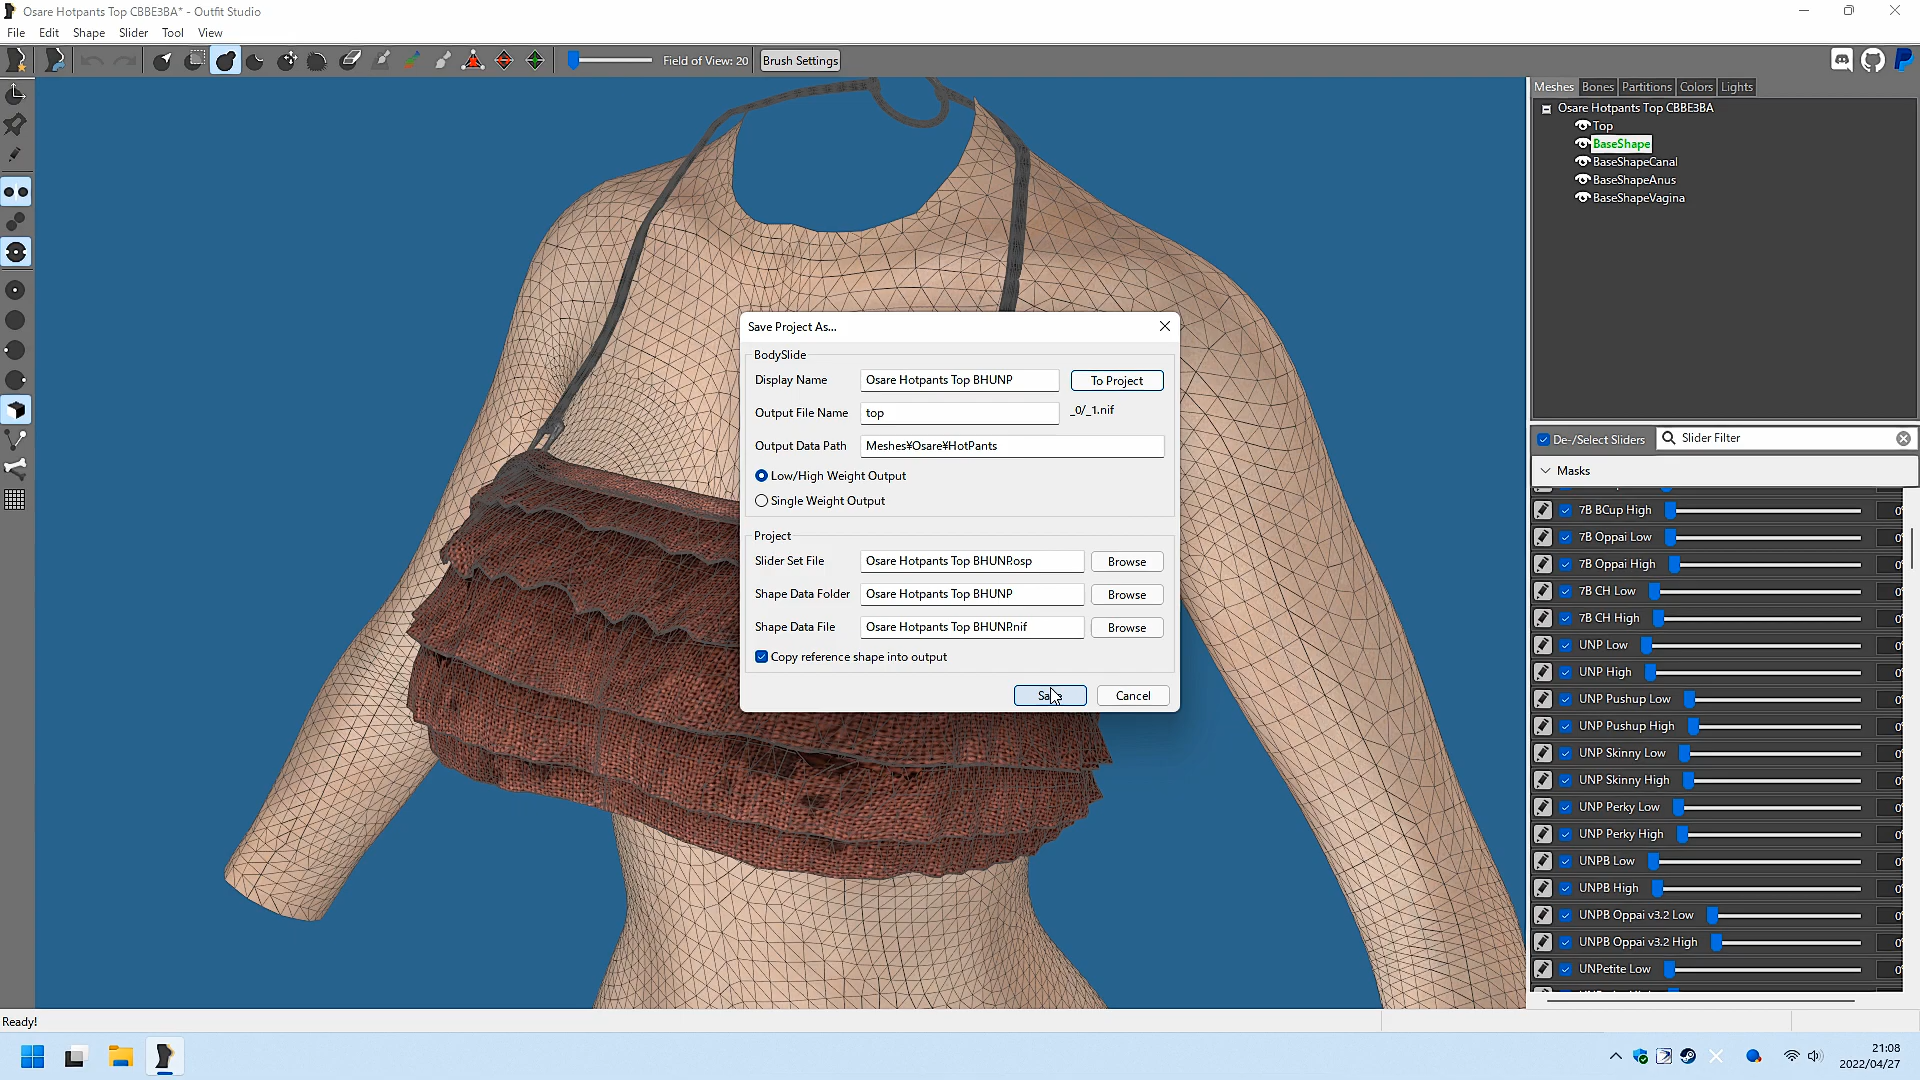 Osare Hotpants Top CBBE3BA* - Outfit Studio
File Edit Shape Slider Tool View
Field of View: 20 Brush Settings
Meshes Bones Partitions Colors Lights
Osare Hotpants Top CBBE3BA
Top
BaseShape
BaseShapeCanal
BaseShapeAnus
BaseShapeVagina
Save Project As...
BodySlide
Display Name Osare Hotpants Top BHUNP To Project
Output File Name top _0/_1.nif
Output Data Path Meshes¥Osare¥HotPants
Low/High Weight Output
Single Weight Output
Project
Slider Set File Osare Hotpants Top BHUNP.osp Browse
Shape Data Folder Osare Hotpants Top BHUNP Browse
Shape Data File Osare Hotpants Top BHUNP.nif Browse
Copy reference shape into output
Save Cancel
De-/Select Sliders Slider Filter
Masks
7B BCup High
7B Oppai Low
7B Oppai High
7B CH Low
7B CH High
UNP Low
UNP High
UNP Pushup Low
UNP Pushup High
UNP Skinny Low
UNP Skinny High
UNP Perky Low
UNP Perky High
UNPB Low
UNPB High
UNPB Oppai v3.2 Low
UNPB Oppai v3.2 High
UNPetite Low
Ready!
21:08
2022/04/27